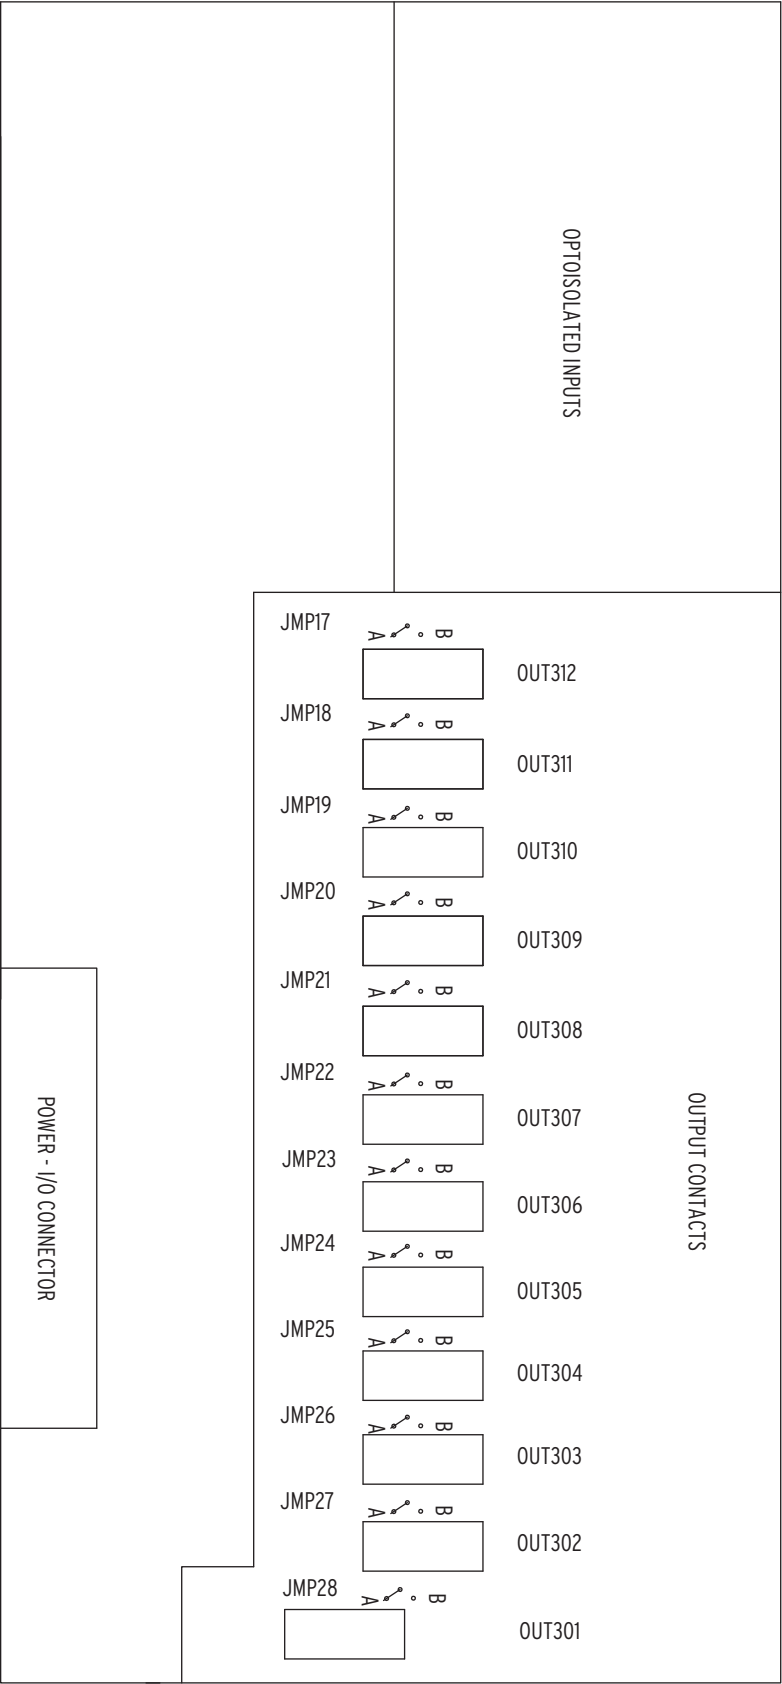 OPTOISOLATED INPUTS
JMP17
A B
OUT312
JMP18
A B
OUT311
JMP19
A B
OUT310
JMP20
A B
OUT309
JMP21
A B
OUT308
JMP22
A B
OUT307
JMP23
A B
OUT306
JMP24
A B
OUT305
JMP25
A B
OUT304
JMP26
A B
OUT303
JMP27
A B
OUT302
JMP28
A B
OUT301
OUTPUT CONTACTS
POWER - I/O CONNECTOR